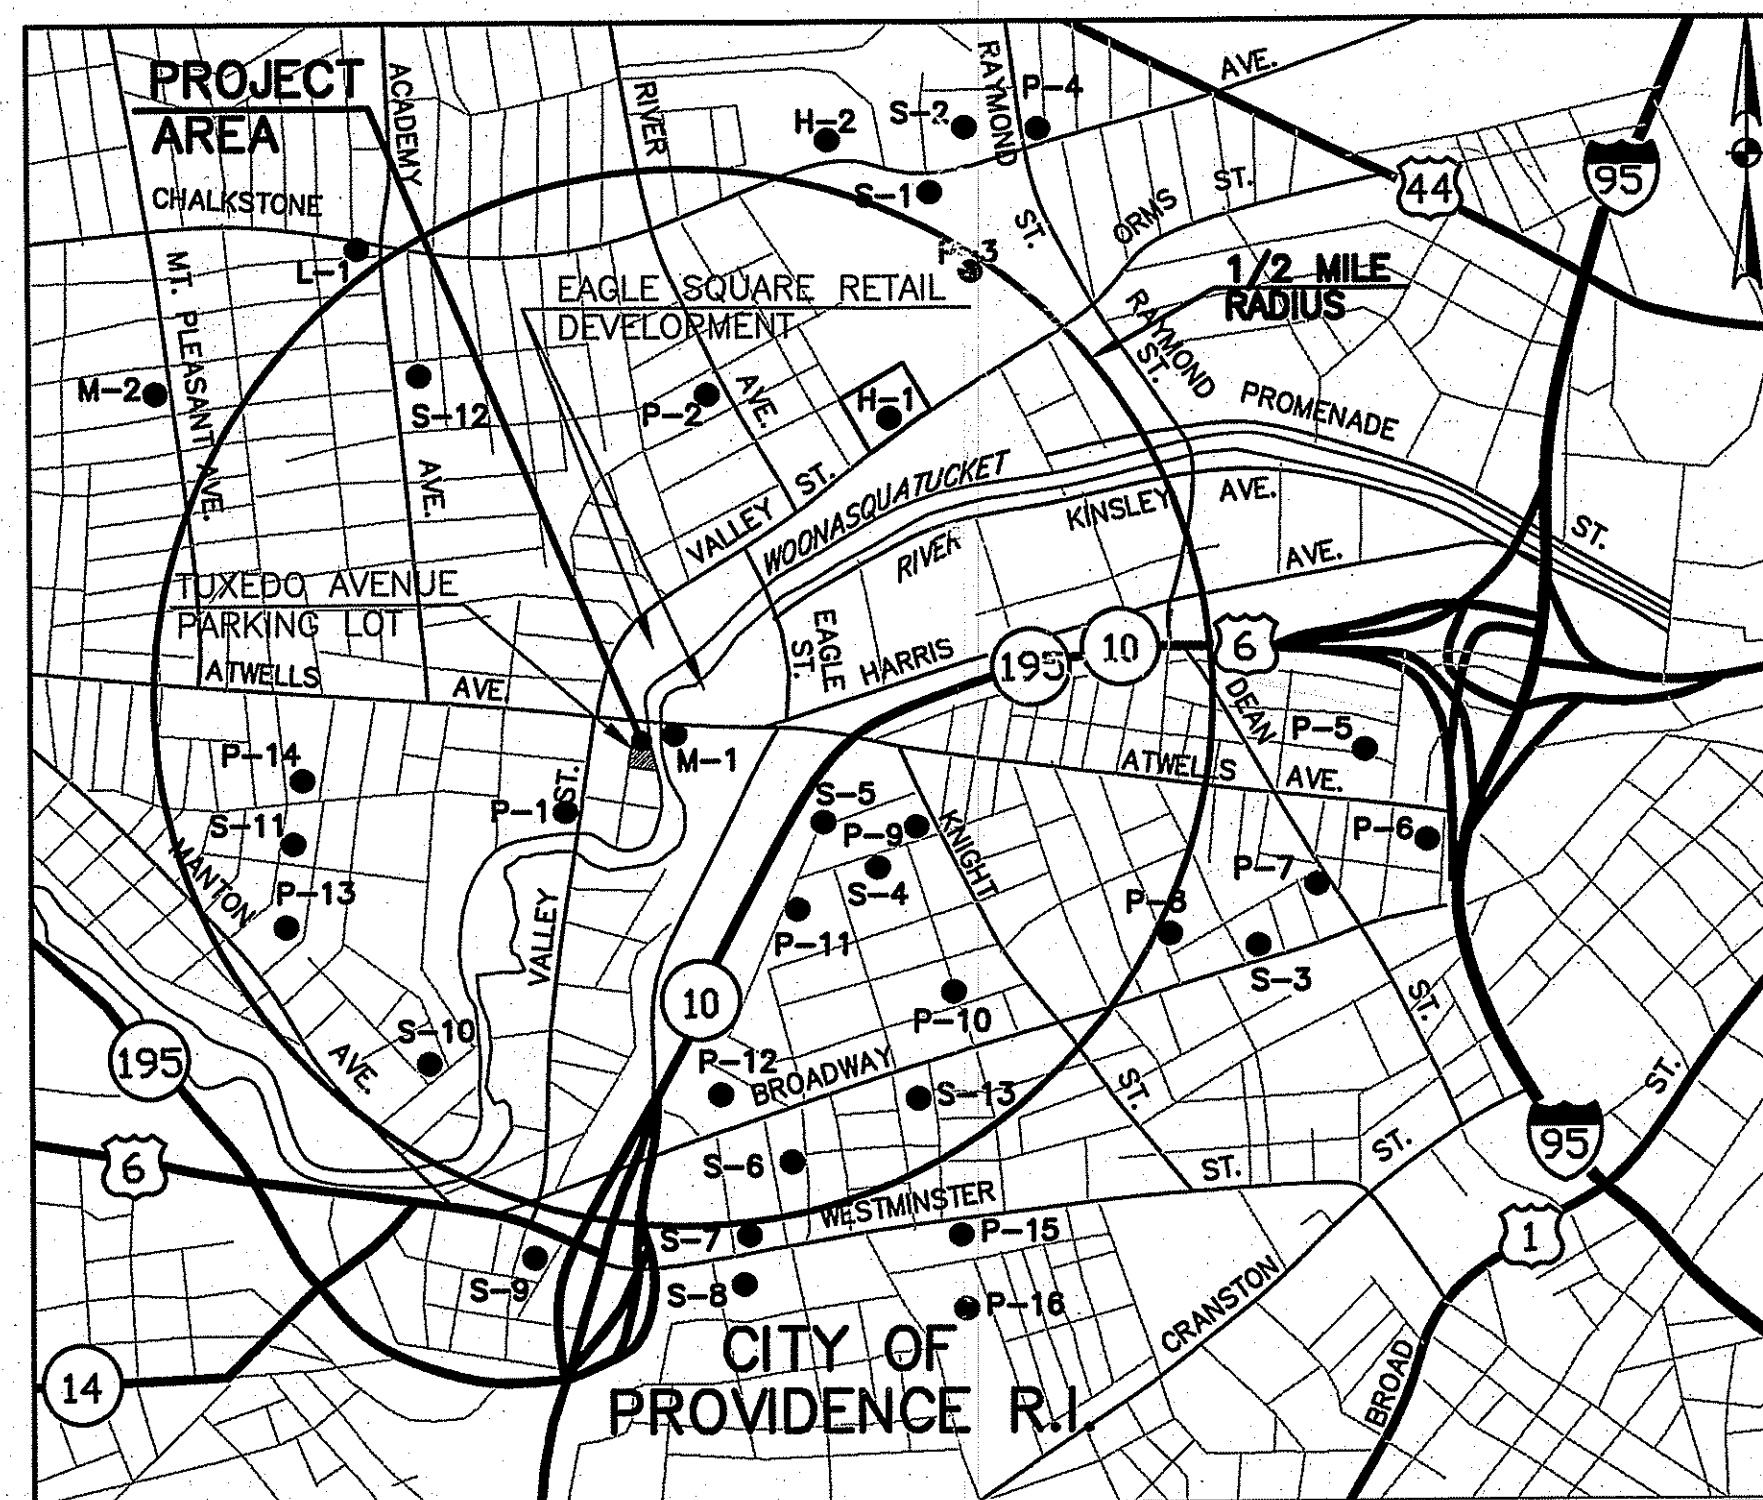 PROJECT
AREA
ACADEMY
RIVER
RAYMOND
P-4
AVE.
H-2
S-2
44
95
CHALKSTONE
S-1
ST.
ORMS
ST.
L-1
MT. PLEASANT
EAGLE SQUARE RETAIL
DEVELOPMENT
1/2 MILE
RADIUS
RAYMOND
ST.
M-2
S-12
P-2
AVE.
H-1
PROMENADE
AVE.
AVE.
VALLEY
ST.
WOONASQUATUCKET
RIVER
KINSLEY
AVE.
ST.
TUXEDO AVENUE
PARKING LOT
EAGLE
ST.
HARRIS
AVE.
195
10
6
ATWELLS
AVE.
DEAN
P-5
M-1
ATWELLS
AVE.
P-14
P-1
ST.
S-5
P-9
KNIGHT
P-6
S-11
MANTON
P-13
S-4
P-7
P-8
P-11
VALLEY
S-3
10
P-10
ST.
195
AVE.
S-10
P-12
BROADWAY
S-13
ST.
ST.
95
6
S-6
ST.
ST.
WESTMINSTER
S-7
P-15
1
S-9
S-8
P-16
CRANSTON
BROAD
14
CITY OF
PROVIDENCE R.I.